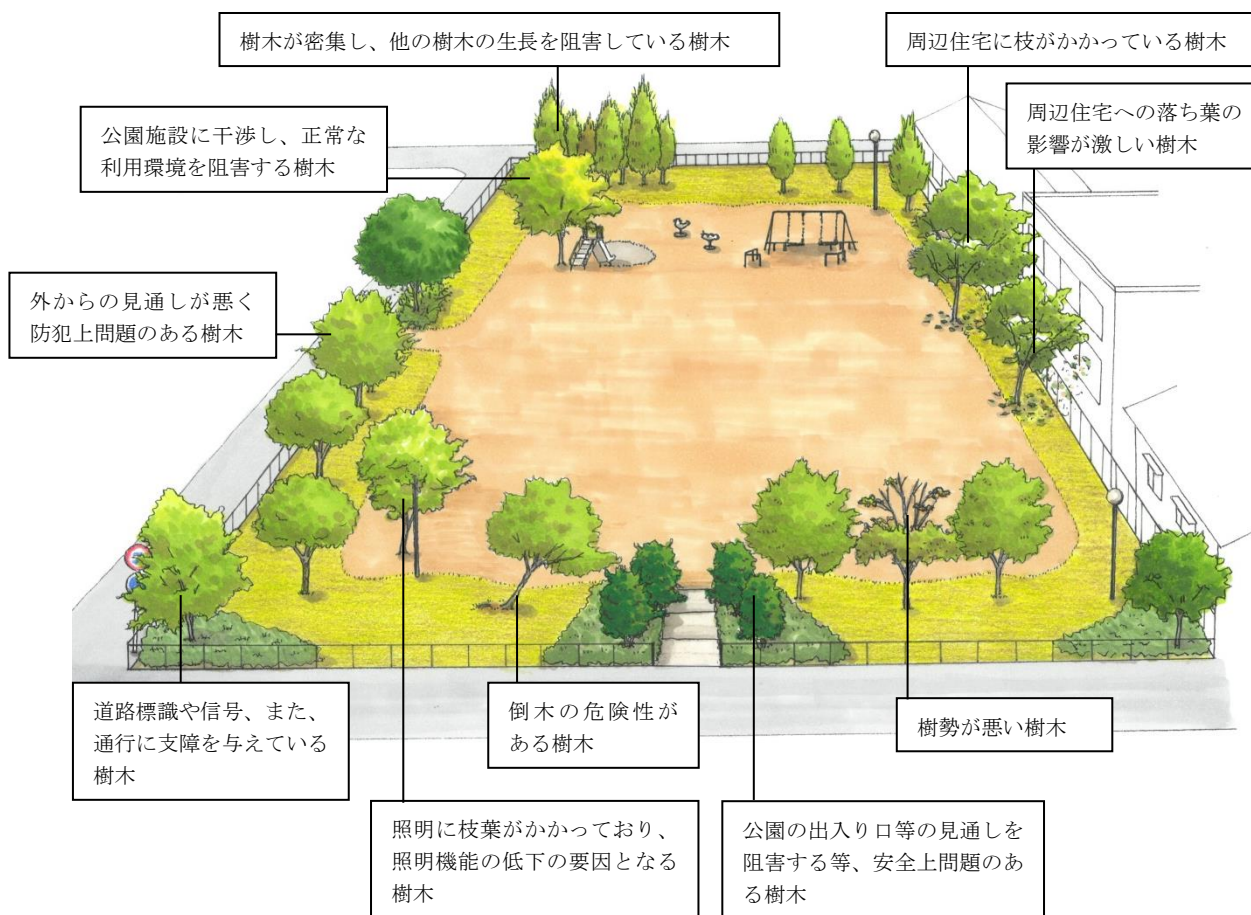 樹木が密集し、他の樹木の生長を阻害している樹木
周辺住宅に枝がかかっている樹木
公園施設に干渉し、正常な
利用環境を阻害する樹木
周辺住宅への落ち葉の
影響が激しい樹木
外からの見通しが悪く
防犯上問題のある樹木
道路標識や信号、また、
通行に支障を与えている
樹木
倒木の危険性が
ある樹木
樹勢が悪い樹木
照明に枝葉がかかっており、
照明機能の低下の要因となる
樹木
公園の出入り口等の見通しを
阻害する等、安全上問題のあ
る樹木